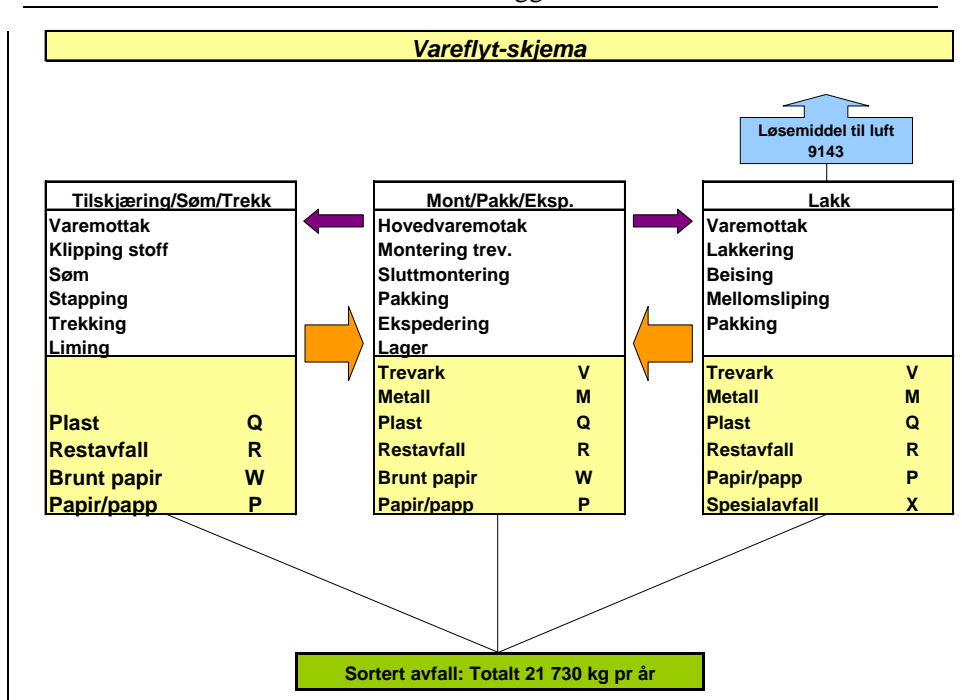 Vareflyt-skjema
Løsemiddel til luft
9143
Tilskjæring/Søm/Trekk
Varemottak
Klipping stoff
Søm
Stapping
Trekking
Liming
Plast Q
Restavfall R
Brunt papir W
Papir/papp P
Mont/Pakk/Eksp.
Hovedvaremotak
Montering trev.
Sluttmontering
Pakking
Ekspedering
Lager
Trevark V
Metall M
Plast Q
Restavfall R
Brunt papir W
Papir/papp P
Lakk
Varemottak
Lakkering
Beising
Mellomsliping
Pakking
Trevark V
Metall M
Plast Q
Restavfall R
Papir/papp P
Spesialavfall X
Sortert avfall: Totalt 21 730 kg pr år